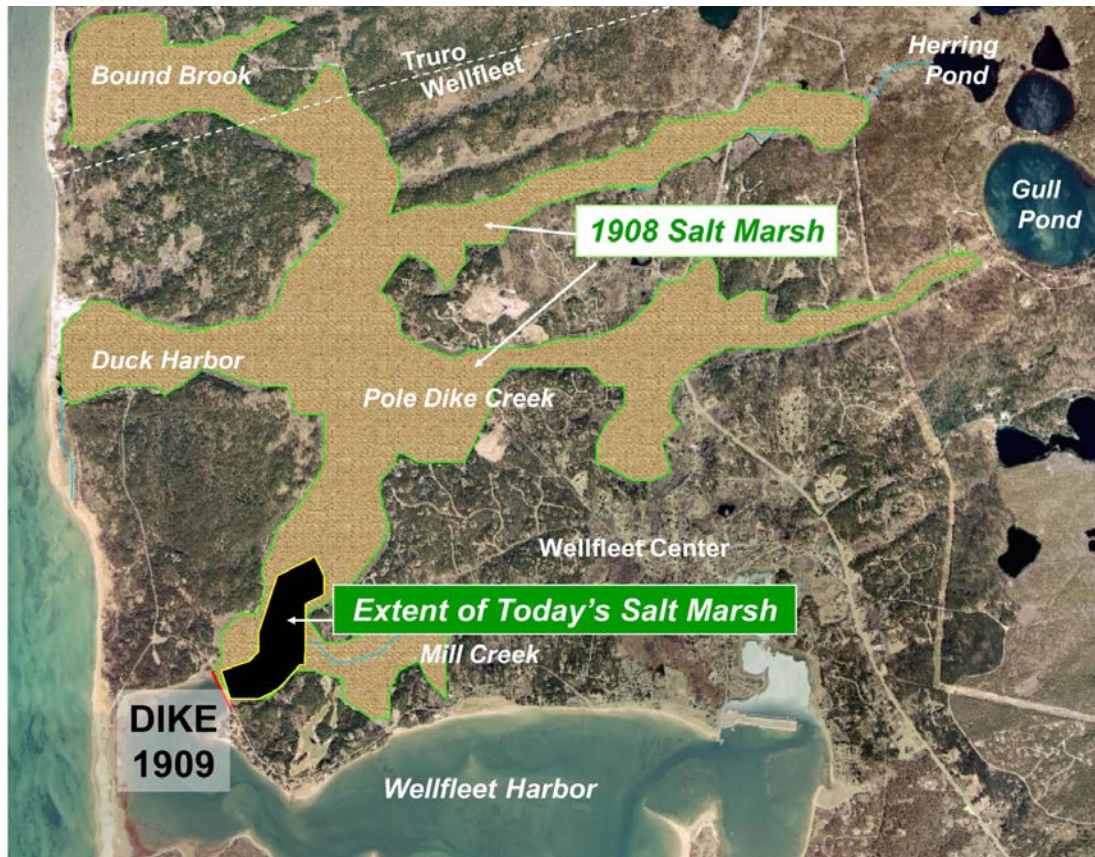 Bound Brook
Truro
Wellfleet
Herring
Pond
Gull
Pond
1908 Salt Marsh
Duck Harbor
Pole Dike Creek
Wellfleet Center
Extent of Today's Salt Marsh
Mill Creek
DIKE
1909
Wellfleet Harbor